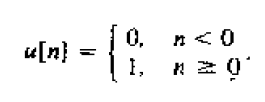 u[n] = { 0, n < 0
1, n ≥ 0 .